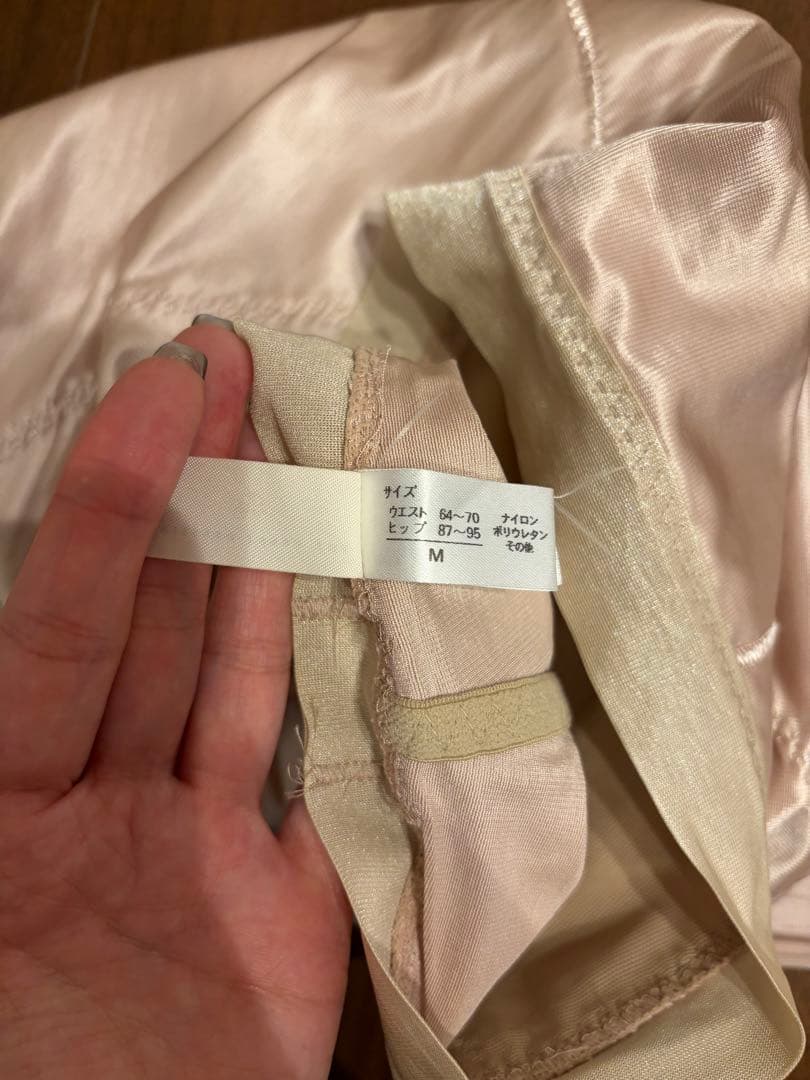 サイズ
ウエスト 64〜70
ヒップ 87〜95
M
ナイロン
ポリウレタン
その他